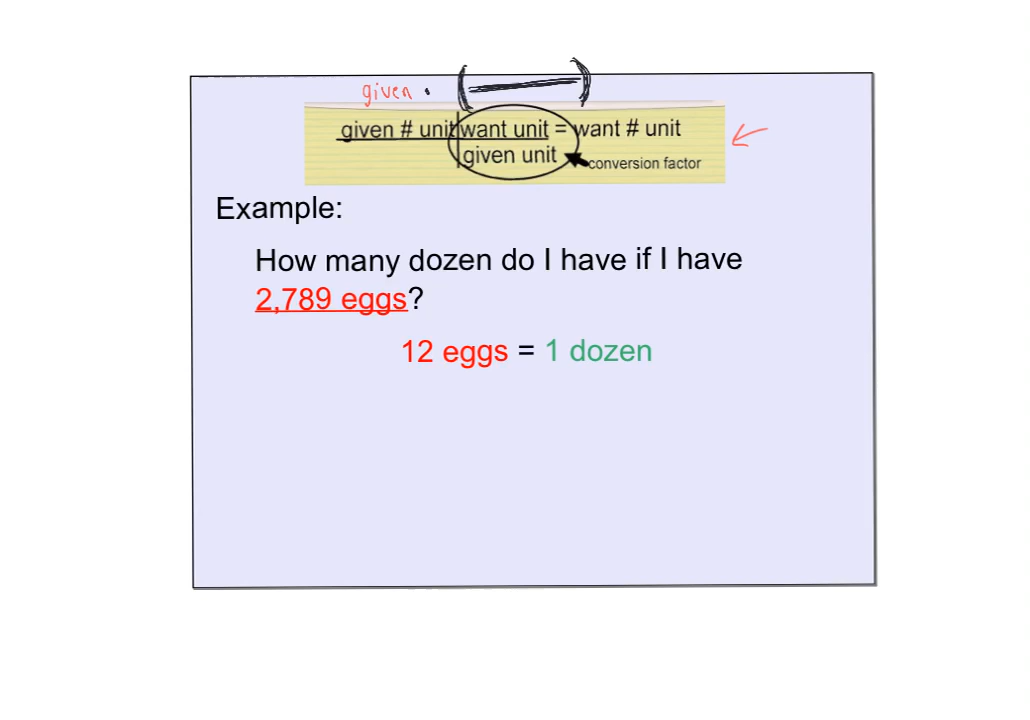 given ·
given # unit want unit = want # unit
given unit
conversion factor
Example:
How many dozen do I have if I have
2,789 eggs?
12 eggs = 1 dozen